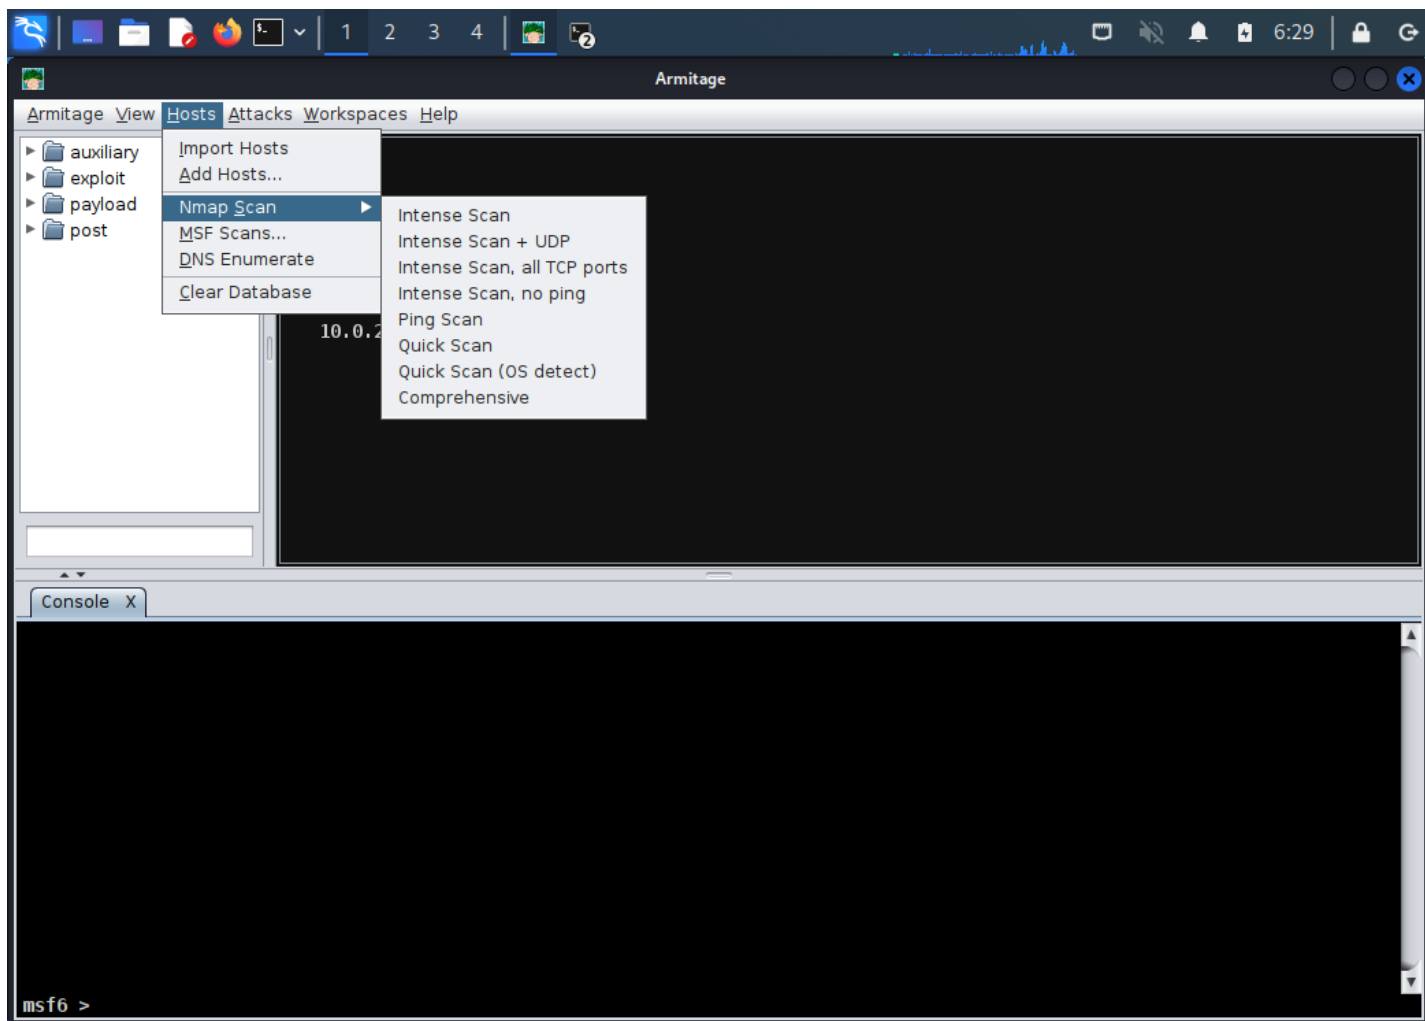 1 2 3 4 2 6:29
Armitage
Armitage View Hosts Attacks Workspaces Help
auxiliary
exploit
payload
post
Import Hosts
Add Hosts...
Nmap Scan
MSF Scans...
DNS Enumerate
Clear Database
Intense Scan
Intense Scan + UDP
Intense Scan, all TCP ports
Intense Scan, no ping
Ping Scan
Quick Scan
Quick Scan (OS detect)
Comprehensive
10.0.2
Console X
msf6 >